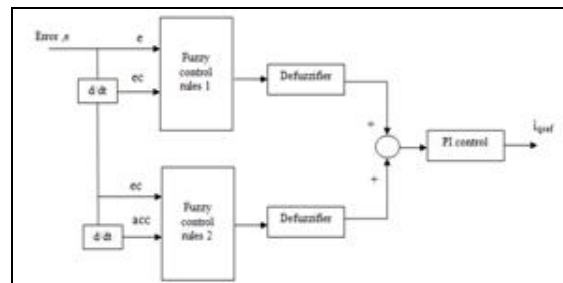 Error ,e
e
Fuzzy
control
rules 1
d/dt
ec
Defuzzifier
+
PI control
iqref
ec
Fuzzy
control
rules 2
acc
d/dt
Defuzzifier
+